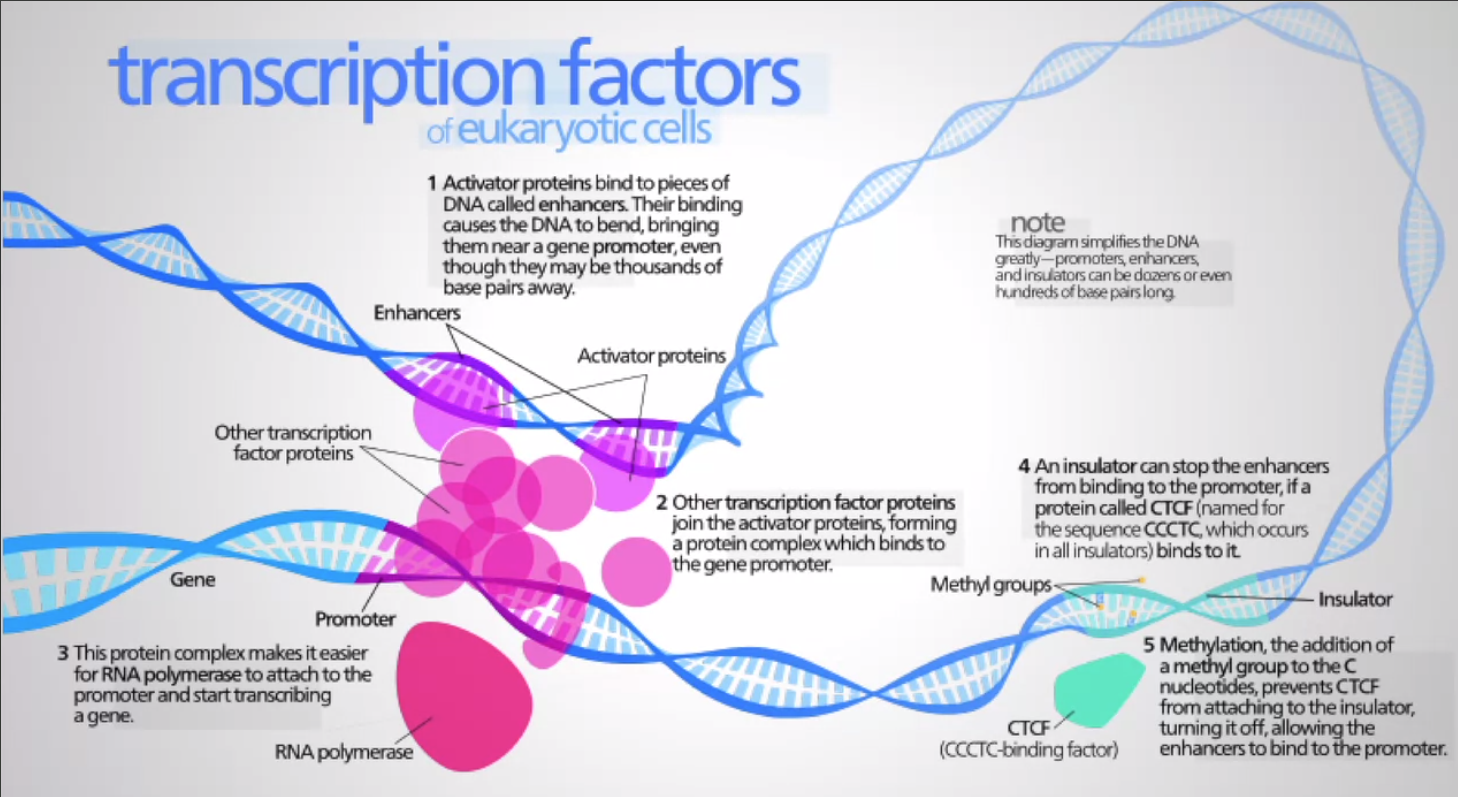 transcription factors
of eukaryotic cells
1 Activator proteins bind to pieces of
DNA called enhancers. Their binding
causes the DNA to bend, bringing
them near a gene promoter, even
though they may be thousands of
base pairs away.
note
This diagram simplifies the DNA
greatly—promoters, enhancers,
and insulators can be dozens or even
hundreds of base pairs long.
Enhancers
Activator proteins
Other transcription
factor proteins
2 Other transcription factor proteins
join the activator proteins, forming
a protein complex which binds to
the gene promoter.
4 An insulator can stop the enhancers
from binding to the promoter, if a
protein called CTCF (named for
the sequence CCCTC, which occurs
in all insulators) binds to it.
Gene
Promoter
Methyl groups
Insulator
3 This protein complex makes it easier
for RNA polymerase to attach to the
promoter and start transcribing
a gene.
RNA polymerase
5 Methylation, the addition of
a methyl group to the C
nucleotides, prevents CTCF
from attaching to the insulator,
turning it off, allowing the
enhancers to bind to the promoter.
CTCF
(CCCTC-binding factor)